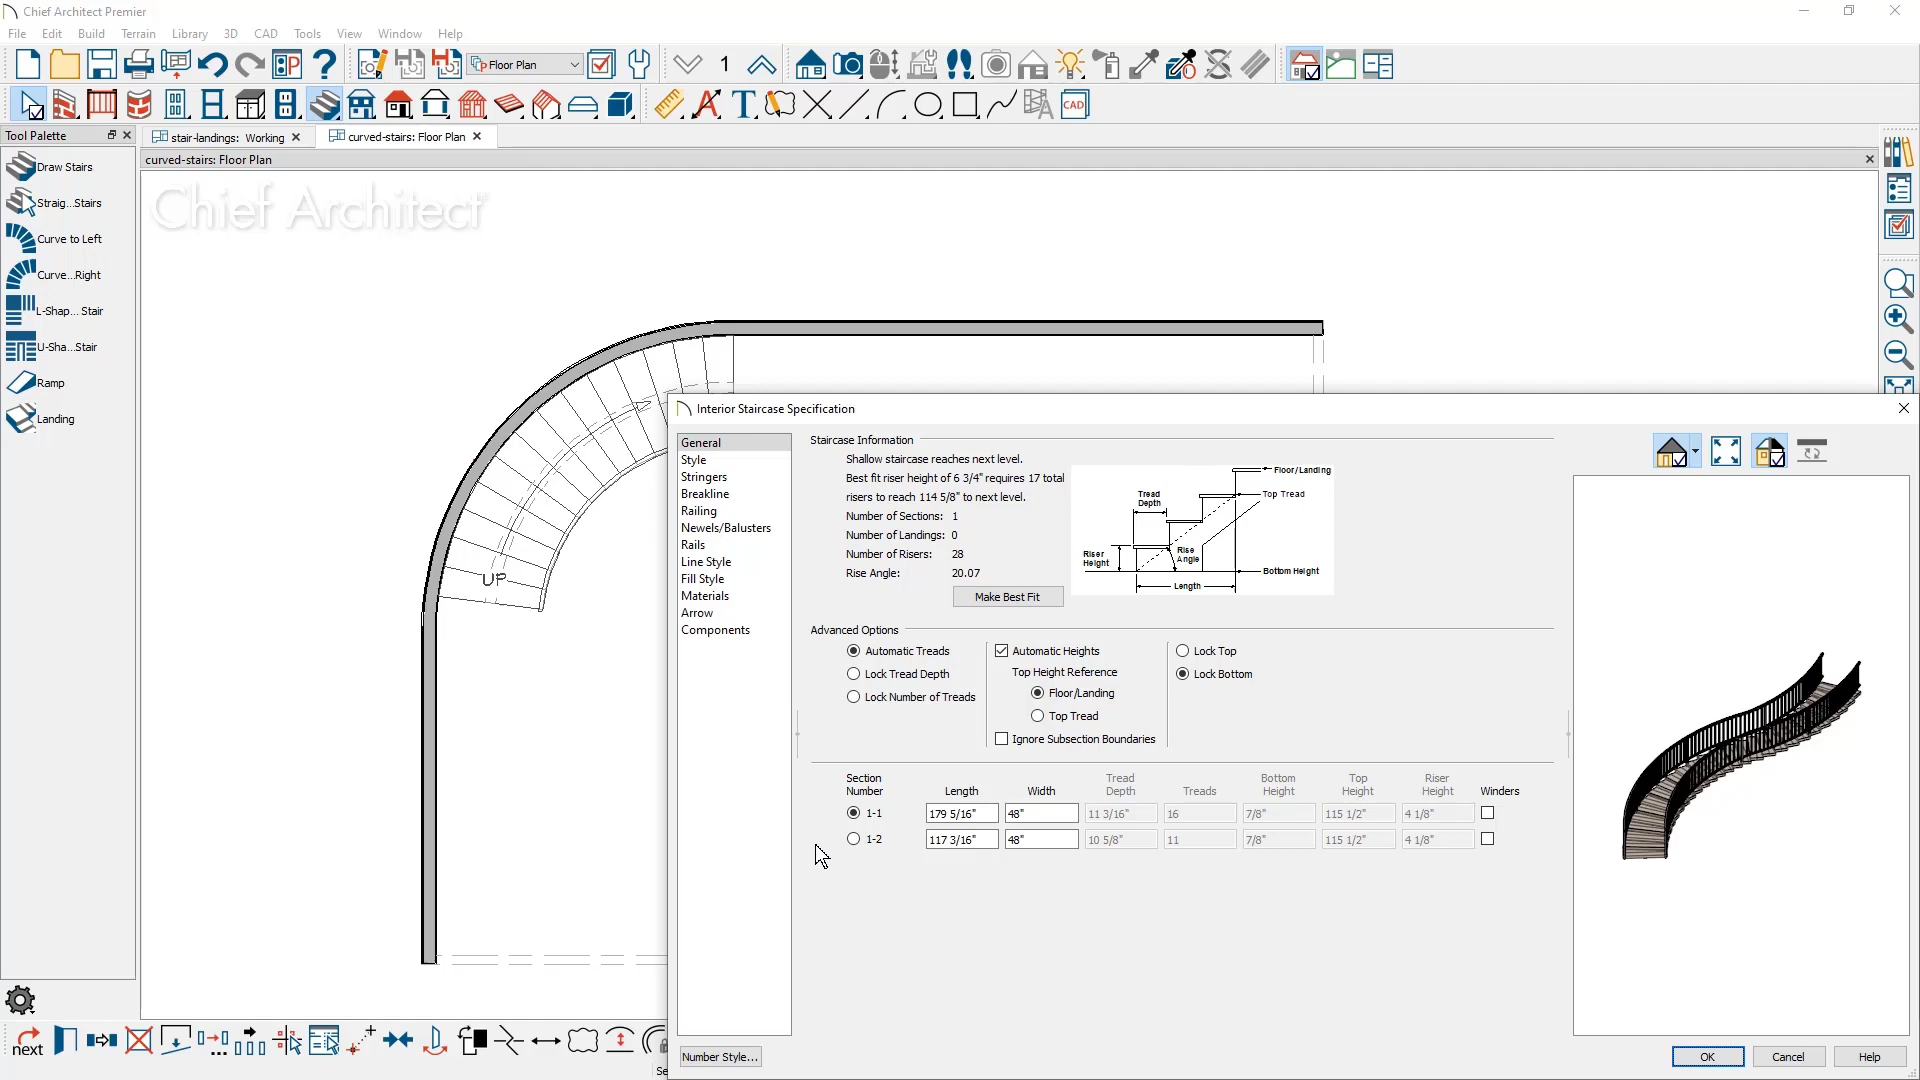 Chief Architect Premier
File Edit Build Terrain Library 3D CAD Tools View Window Help
Floor Plan 1
CAD
Tool Palette
stair-landings: Working
curved-stairs: Floor Plan
curved-stairs: Floor Plan
Draw Stairs
Straig...Stairs
Curve to Left
Curve...Right
L-Shap... Stair
U-Sha...Stair
Ramp
Landing
Chief Architect
UP
Interior Staircase Specification
General
Style
Stringers
Breakline
Railing
Newels/Balusters
Rails
Line Style
Fill Style
Materials
Arrow
Components
Staircase Information
Shallow staircase reaches next level.
Best fit riser height of 6 3/4" requires 17 total
risers to reach 114 5/8" to next level.
Number of Sections: 1
Number of Landings: 0
Number of Risers: 28
Rise Angle: 20.07
Make Best Fit
Floor/Landing
Tread
Depth
Top Tread
Riser
Height
Rise
Angle
Bottom Height
Length
Advanced Options
Automatic Treads
Lock Tread Depth
Lock Number of Treads
Automatic Heights
Top Height Reference
Floor/Landing
Top Tread
Ignore Subsection Boundaries
Lock Top
Lock Bottom
Section Tread Bottom Top Riser
Number Length Width Depth Treads Height Height Height Winders
1-1 179 5/16" 48" 11 3/16" 16 7/8" 115 1/2" 4 1/8"
1-2 117 3/16" 48" 10 5/8" 11 7/8" 115 1/2" 4 1/8"
next
Number Style...
OK Cancel Help